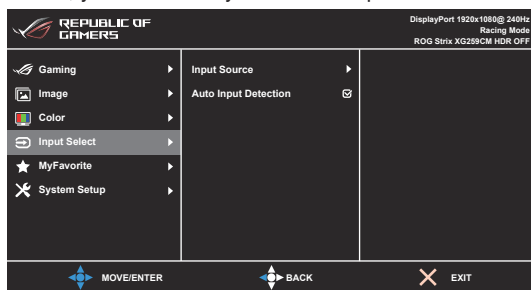 REPUBLIC OF
GAMERS
DisplayPort 1920x1080@ 240Hz
Racing Mode
ROG Strix XG259CM HDR OFF
Gaming
Image
Color
Input Select
MyFavorite
System Setup
Input Source
Auto Input Detection
MOVE/ENTER
BACK
EXIT